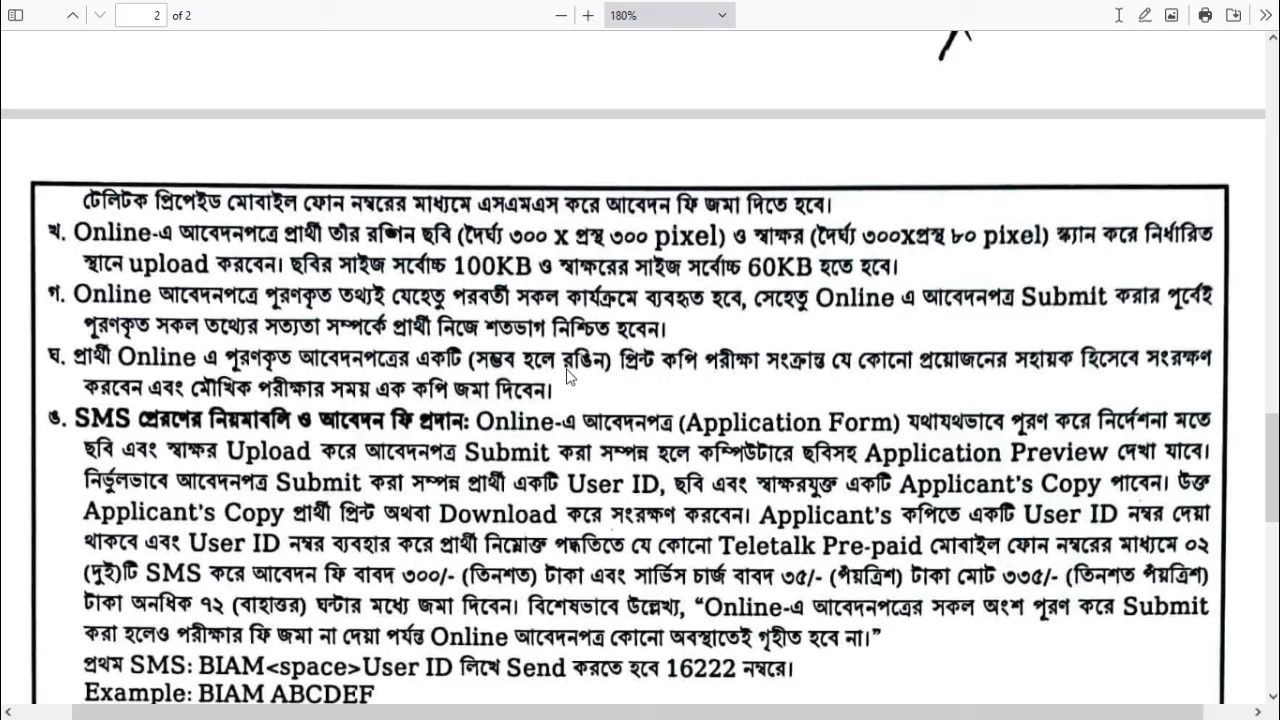 2 of 2
180%
টেলিটক প্রিপেইড মোবাইল ফোন নম্বরের মাধ্যমে এসএমএস করে আবেদন ফি জমা দিতে হবে।
খ. Online-এ আবেদনপত্রে প্রার্থী তাঁর রঙ্গিন ছবি (দৈর্ঘ্য ৩০০ x প্রস্থ ৩০০ pixel) ও স্বাক্ষর (দৈর্ঘ্য ৩০০xপ্রস্থ ৮০ pixel) স্ক্যান করে নির্ধারিত
স্থানে upload করবেন। ছবির সাইজ সর্বোচ্চ 100KB ও স্বাক্ষরের সাইজ সর্বোচ্চ 60KB হতে হবে।
গ. Online আবেদনপত্রে পূরণকৃত তথ্যই যেহেতু পরবর্তী সকল কার্যক্রমে ব্যবহৃত হবে, সেহেতু Online এ আবেদনপত্র Submit করার পূর্বেই
পূরণকৃত সকল তথ্যের সত্যতা সম্পর্কে প্রার্থী নিজে শতভাগ নিশ্চিত হবেন।
ঘ. প্রার্থী Online এ পূরণকৃত আবেদনপত্রের একটি (সম্ভব হলে রঙিন) প্রিন্ট কপি পরীক্ষা সংক্রান্ত যে কোনো প্রয়োজনের সহায়ক হিসেবে সংরক্ষণ
করবেন এবং মৌখিক পরীক্ষার সময় এক কপি জমা দিবেন।
ঙ. SMS প্রেরণের নিয়মাবলি ও আবেদন ফি প্রদান: Online-এ আবেদনপত্র (Application Form) যথাযথভাবে পূরণ করে নির্দেশনা মতে
ছবি এবং স্বাক্ষর Upload করে আবেদনপত্র Submit করা সম্পন্ন হলে কম্পিউটারে ছবিসহ Application Preview দেখা যাবে।
নির্ভুলভাবে আবেদনপত্র Submit করা সম্পন্ন প্রার্থী একটি User ID, ছবি এবং স্বাক্ষরযুক্ত একটি Applicant's Copy পাবেন। উক্ত
Applicant's Copy প্রার্থী প্রিন্ট অথবা Download করে সংরক্ষণ করবেন। Applicant's কপিতে একটি User ID নম্বর দেয়া
থাকবে এবং User ID নম্বর ব্যবহার করে প্রার্থী নিম্নোক্ত পদ্ধতিতে যে কোনো Teletalk Pre-paid মোবাইল ফোন নম্বরের মাধ্যমে ০২
(দুই)টি SMS করে আবেদন ফি বাবদ ৩০০/- (তিনশত) টাকা এবং সার্ভিস চার্জ বাবদ ৩৫/- (পঁয়ত্রিশ) টাকা মোট ৩৩৫/- (তিনশত পঁয়ত্রিশ)
টাকা অনধিক ৭২ (বাহাত্তর) ঘন্টার মধ্যে জমা দিবেন। বিশেষভাবে উল্লেখ্য, "Online-এ আবেদনপত্রের সকল অংশ পূরণ করে Submit
করা হলেও পরীক্ষার ফি জমা না দেয়া পর্যন্ত Online আবেদনপত্র কোনো অবস্থাতেই গৃহীত হবে না।"
প্রথম SMS: BIAM<space>User ID লিখে Send করতে হবে 16222 নম্বরে।
Example: BIAM ABCDEF